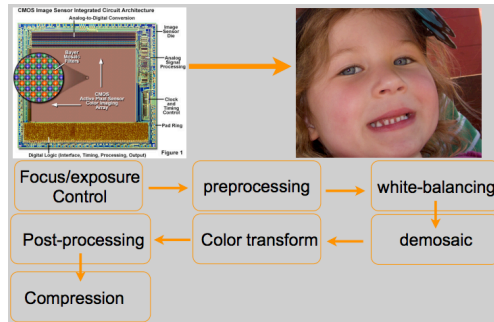 CMOS Image Sensor Integrated Circuit Architecture
Analog-to-Digital Conversion
Image
Sensor
Die
Bayer
Mosaic
Filters
Analog
Signal
Processing
CMOS
Active Pixel Sensor
Color Imaging
Array
Clock
and
Timing
Control
Pad Ring
Digital Logic (Interface, Timing, Processing, Output)
Figure 1
Focus/exposure
Control
preprocessing
white-balancing
Post-processing
Color transform
demosaic
Compression